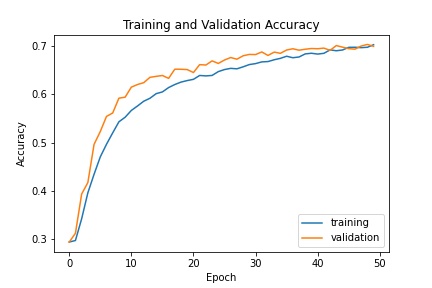 Training and Validation Accuracy
0.7
0.6
0.5
0.4
0.3
Accuracy
training
validation
0 10 20 30 40 50
Epoch